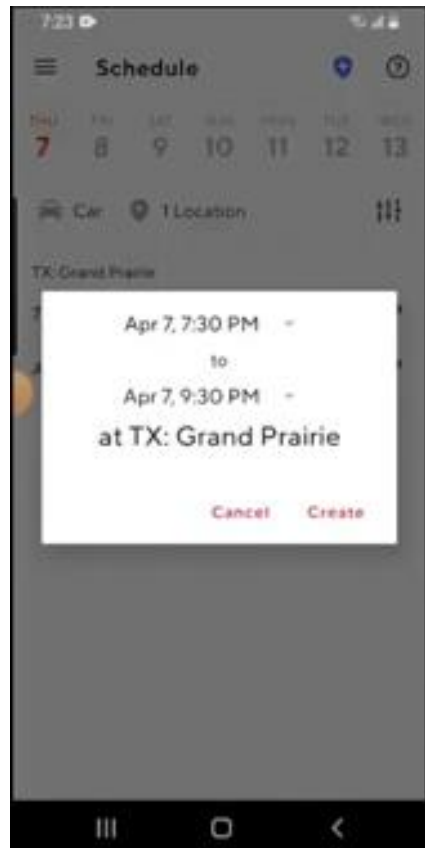 7:23
Schedule
THU FRI SAT SUN MON TUE WED
7 8 9 10 11 12 13
Car 1 Location
TX: Grand Prairie
Apr 7, 7:30 PM
to
Apr 7, 9:30 PM
at TX: Grand Prairie
Cancel Create